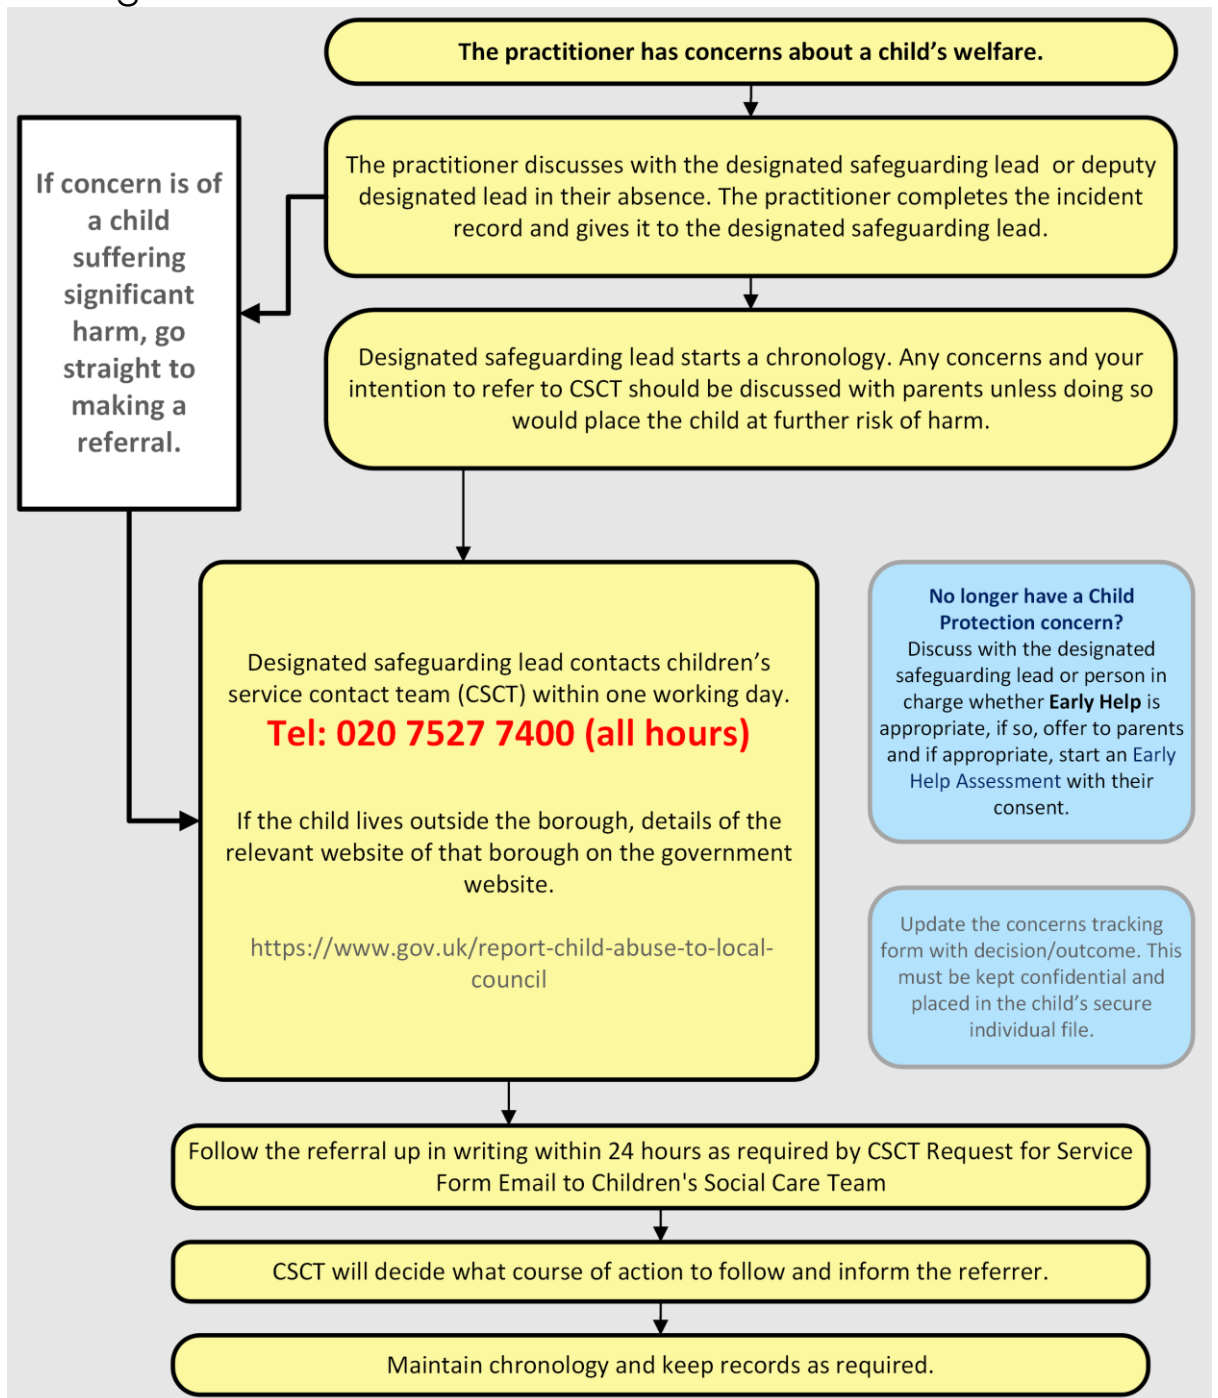 The practitioner has concerns about a child's welfare.
The practitioner discusses with the designated safeguarding lead or deputy
designated lead in their absence. The practitioner completes the incident
record and gives it to the designated safeguarding lead.
If concern is of
a child
suffering
significant
harm, go
straight to
making a
referral.
Designated safeguarding lead starts a chronology. Any concerns and your
intention to refer to CSCT should be discussed with parents unless doing so
would place the child at further risk of harm.
Designated safeguarding lead contacts children's
service contact team (CSCT) within one working day.
Tel: 020 7527 7400 (all hours)
If the child lives outside the borough, details of the
relevant website of that borough on the government
website.
https://www.gov.uk/report-child-abuse-to-local-
council
No longer have a Child
Protection concern?
Discuss with the designated
safeguarding lead or person in
charge whether Early Help is
appropriate, if so, offer to parents
and if appropriate, start an Early
Help Assessment with their
consent.
Update the concerns tracking
form with decision/outcome. This
must be kept confidential and
placed in the child's secure
individual file.
Follow the referral up in writing within 24 hours as required by CSCT Request for Service
Form Email to Children's Social Care Team
CSCT will decide what course of action to follow and inform the referrer.
Maintain chronology and keep records as required.